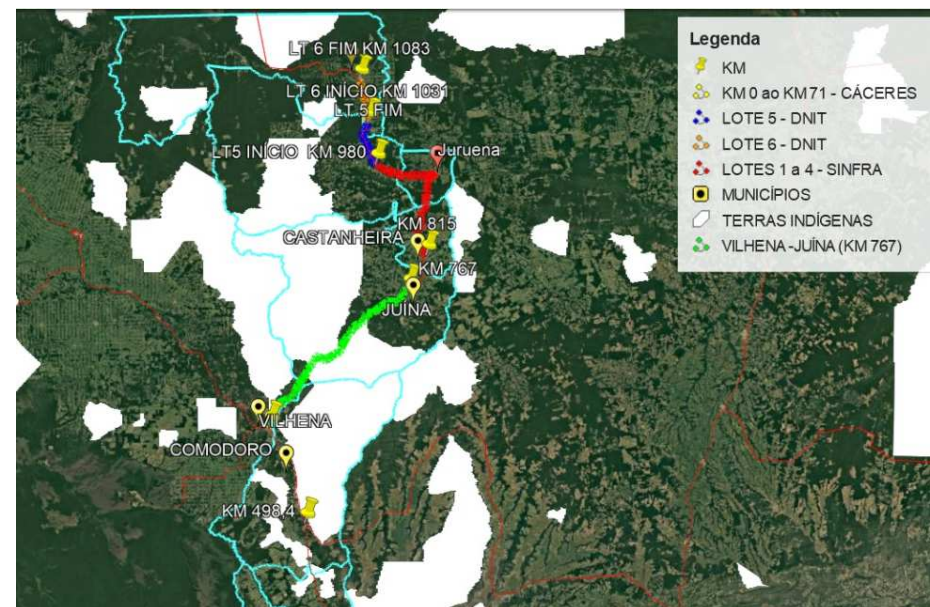 LT 6 FIM KM 1083
LT 6 INÍCIO KM 1031
LT 5 FIM
LT5 INÍCIO KM 980
Juruena
KM 815
CASTANHEIRA
KM 767
JUÍNA
VILHENA
COMODORO
KM 498,4
Legenda
KM
KM 0 ao KM 71 - CÁCERES
LOTE 5 - DNIT
LOTE 6 - DNIT
LOTES 1 a 4 - SINFRA
MUNICÍPIOS
TERRAS INDÍGENAS
VILHENA -JUÍNA (KM 767)